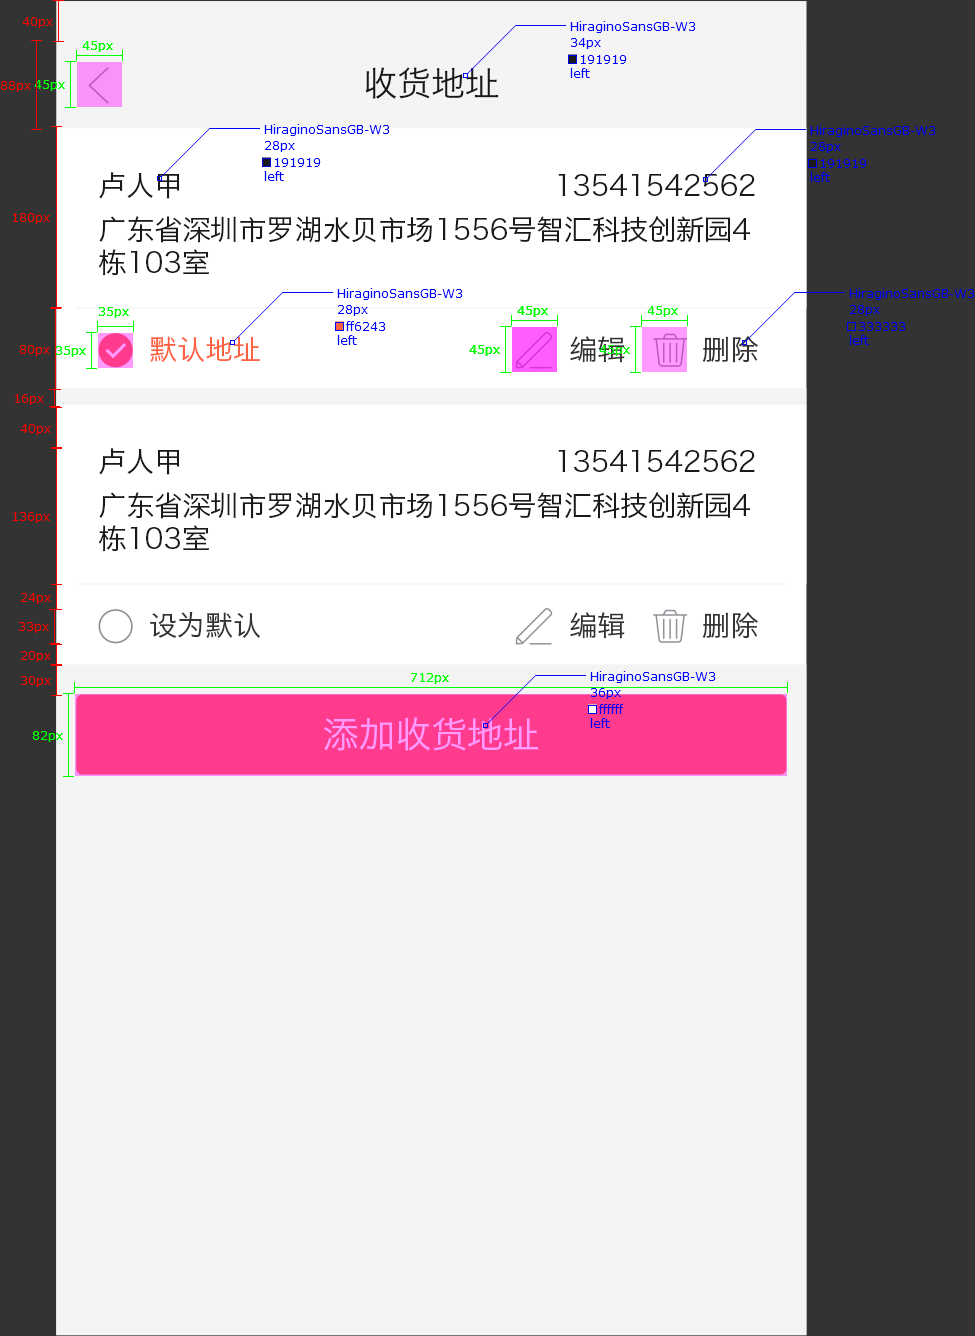 40px
HiraginoSansGB-W3
34px
191919
left
45px
88px
45px
收货地址
HiraginoSansGB-W3
28px
191919
left
HiraginoSansGB-W3
28px
191919
left
卢人甲
13541542562
180px
广东省深圳市罗湖水贝市场1556号智汇科技创新园4
栋103室
HiraginoSansGB-W3
28px
ff6243
left
HiraginoSansGB-W3
28px
333333
left
35px
45px
45px
80px
35px
默认地址
45px
编辑
45px
删除
16px
40px
卢人甲
13541542562
136px
广东省深圳市罗湖水贝市场1556号智汇科技创新园4
栋103室
24px
33px
设为默认
编辑
删除
20px
30px
712px
HiraginoSansGB-W3
36px
ffffff
left
82px
添加收货地址